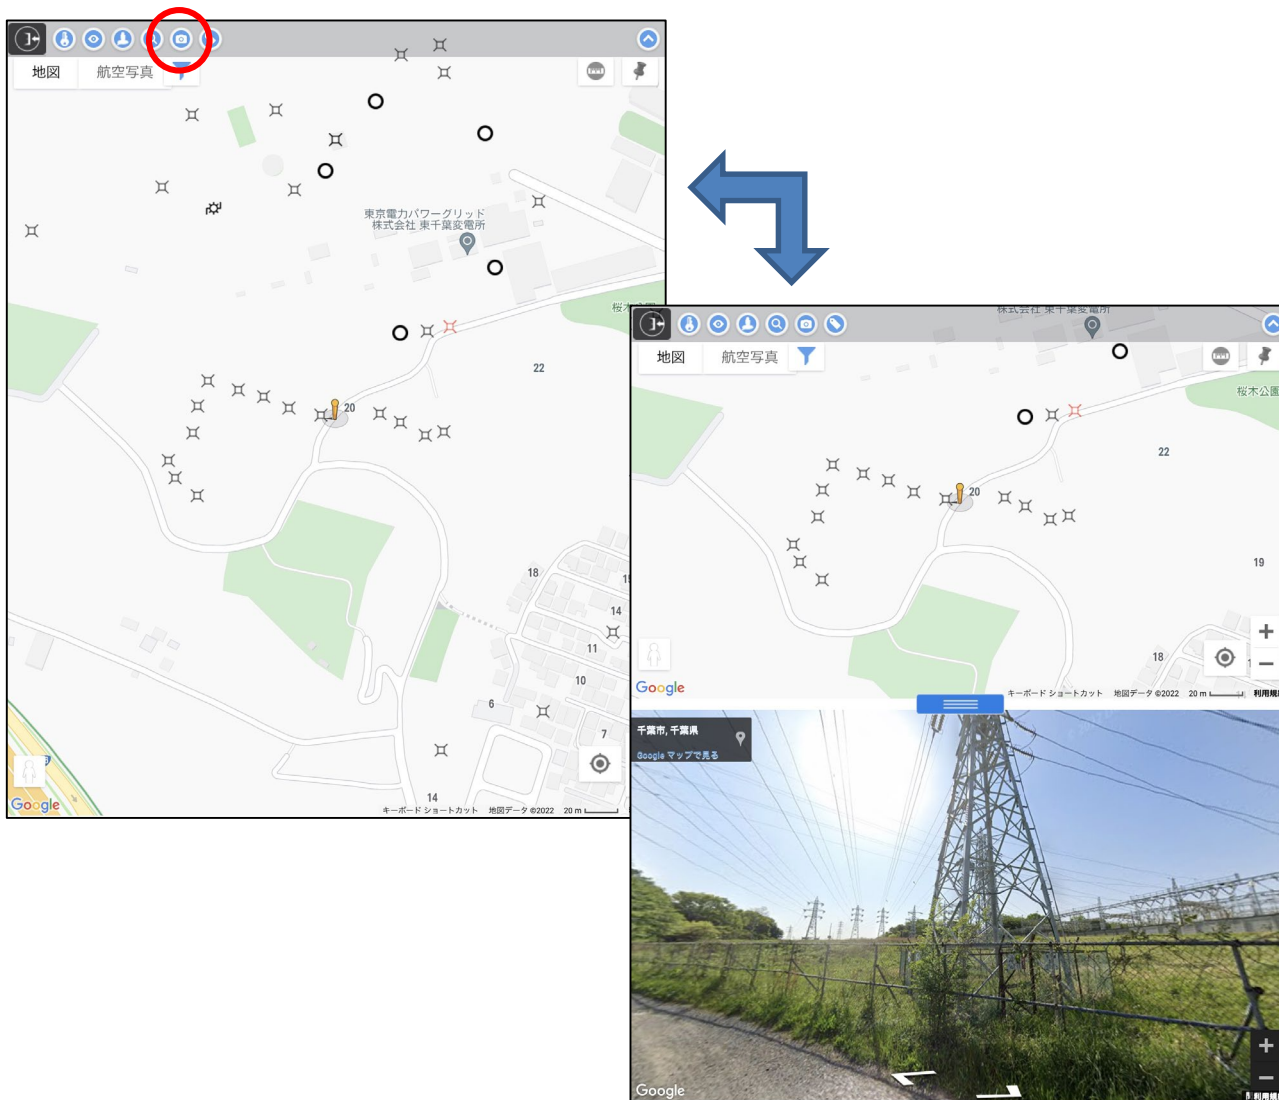 地図
航空写真
東京電力パワーグリッド
株式会社 東千葉変電所
22
20
18
14
11
10
6
7
14
Google
キーボード ショートカット
地図データ ©2022
20 m
地図
航空写真
桜木公園
22
20
19
18
Google
キーボード ショートカット
地図データ ©2022
20 m
千葉市, 千葉県
Google マップで見る
Google